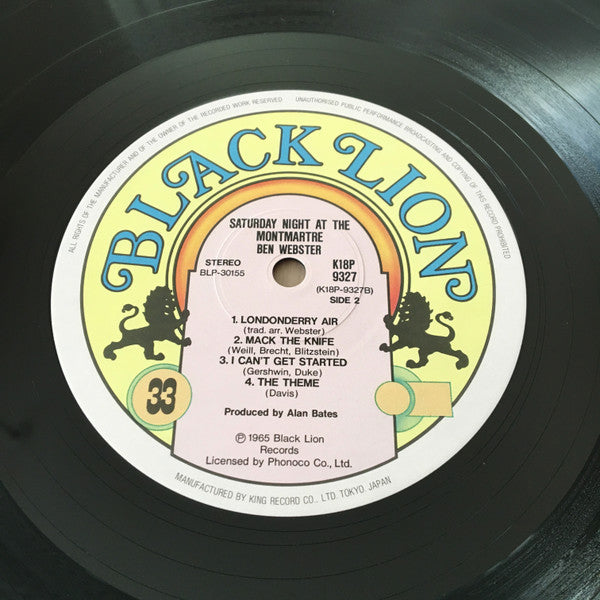 ALL RIGHTS OF THE MANUFACTURER AND OF THE OWNER OF THE RECORDED WORK RESERVED
UNAUTHORISED PUBLIC PERFORMANCE BROADCASTING AND COPYING OF THIS RECORD PROHIBITED
BLACK LION
SATURDAY NIGHT AT THE
MONTMARTRE
BEN WEBSTER
STEREO
BLP-30155
K18P
9327
(K18P-9327B)
SIDE 2
1. LONDONDERRY AIR
(trad. arr. Webster)
2. MACK THE KNIFE
(Weill, Brecht, Blitzstein)
3. I CAN'T GET STARTED
(Gershwin, Duke)
4. THE THEME
(Davis)
33
Produced by Alan Bates
Ⓟ 1965 Black Lion
Records
Licensed by Phonoco Co., Ltd.
MANUFACTURED BY KING RECORD CO., LTD. TOKYO, JAPAN